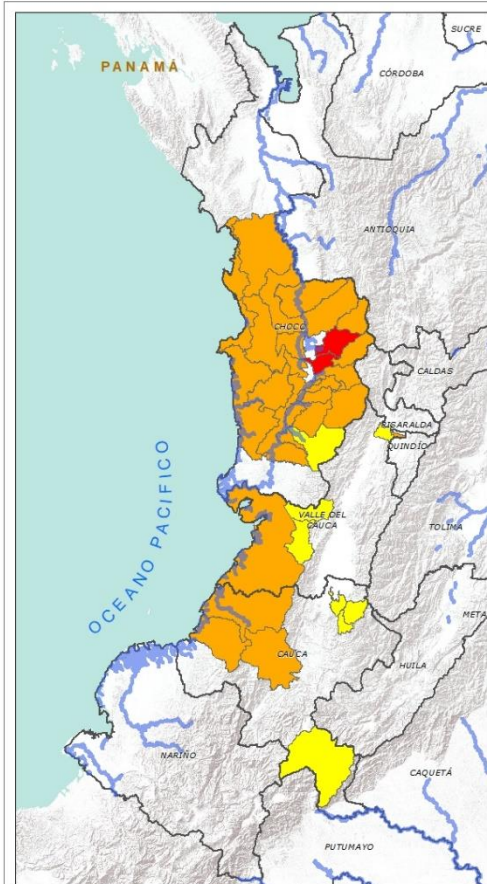 SUCRE
PANAMÁ
CÓRDOBA
ANTIOQUIA
CHOCÓ
CALDAS
RISARALDA
QUINDÍO
OCEANO PACIFICO
VALLE DEL
CAUCA
TOLIMA
META
CAUCA
HUILA
NARIÑO
CAQUETÁ
PUTUMAYO